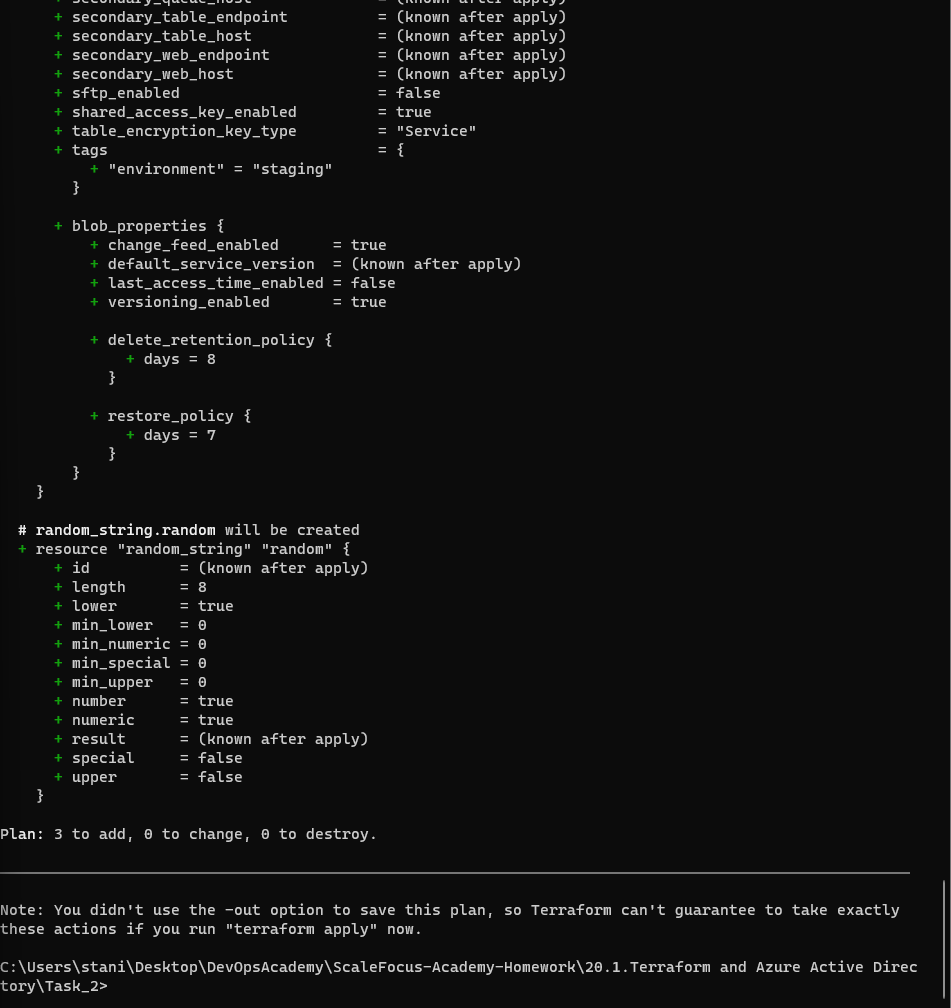 + secondary_queue_host = (known after apply)
+ secondary_table_endpoint = (known after apply)
+ secondary_table_host = (known after apply)
+ secondary_web_endpoint = (known after apply)
+ secondary_web_host = (known after apply)
+ sftp_enabled = false
+ shared_access_key_enabled = true
+ table_encryption_key_type = "Service"
+ tags = {
+ "environment" = "staging"
}
+ blob_properties {
+ change_feed_enabled = true
+ default_service_version = (known after apply)
+ last_access_time_enabled = false
+ versioning_enabled = true
+ delete_retention_policy {
+ days = 8
}
+ restore_policy {
+ days = 7
}
}
}
# random_string.random will be created
+ resource "random_string" "random" {
+ id = (known after apply)
+ length = 8
+ lower = true
+ min_lower = 0
+ min_numeric = 0
+ min_special = 0
+ min_upper = 0
+ number = true
+ numeric = true
+ result = (known after apply)
+ special = false
+ upper = false
}
Plan: 3 to add, 0 to change, 0 to destroy.
Note: You didn't use the -out option to save this plan, so Terraform can't guarantee to take exactly
these actions if you run "terraform apply" now.
C:\Users\stani\Desktop\DevOpsAcademy\ScaleFocus-Academy-Homework\20.1.Terraform and Azure Active Direc
tory\Task_2>